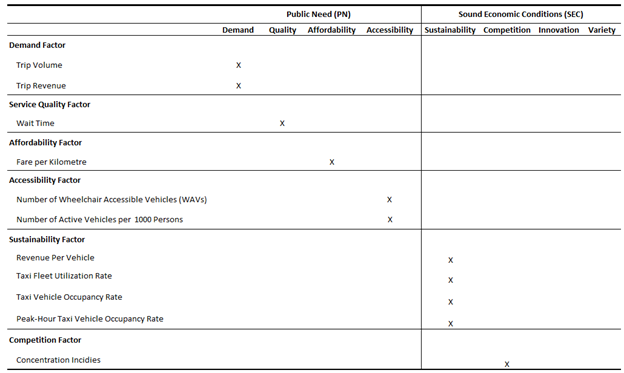 Public Need (PN) Sound Economic Conditions (SEC)
Demand Quality Affordability Accessibility Sustainability Competition Innovation Variety
Demand Factor
Trip Volume X
Trip Revenue X
Service Quality Factor
Wait Time X
Affordability Factor
Fare per Kilometre X
Accessibility Factor
Number of Wheelchair Accessible Vehicles (WAVs) X
Number of Active Vehicles per 1000 Persons X
Sustainability Factor
Revenue Per Vehicle X
Taxi Fleet Utilization Rate X
Taxi Vehicle Occupancy Rate X
Peak-Hour Taxi Vehicle Occupancy Rate X
Competition Factor
Concentration Incidies X